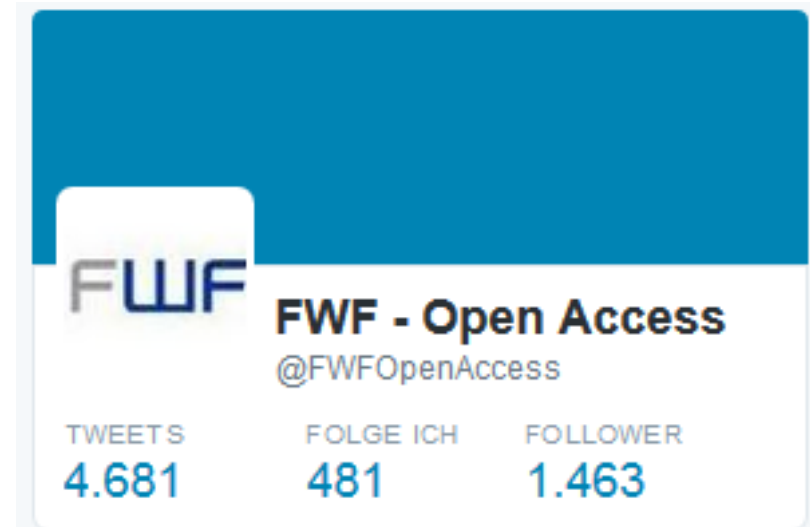 FWF
FWF - Open Access
@FWFOpenAccess
TWEETS FOLGE ICH FOLLOWER
4.681 481 1.463